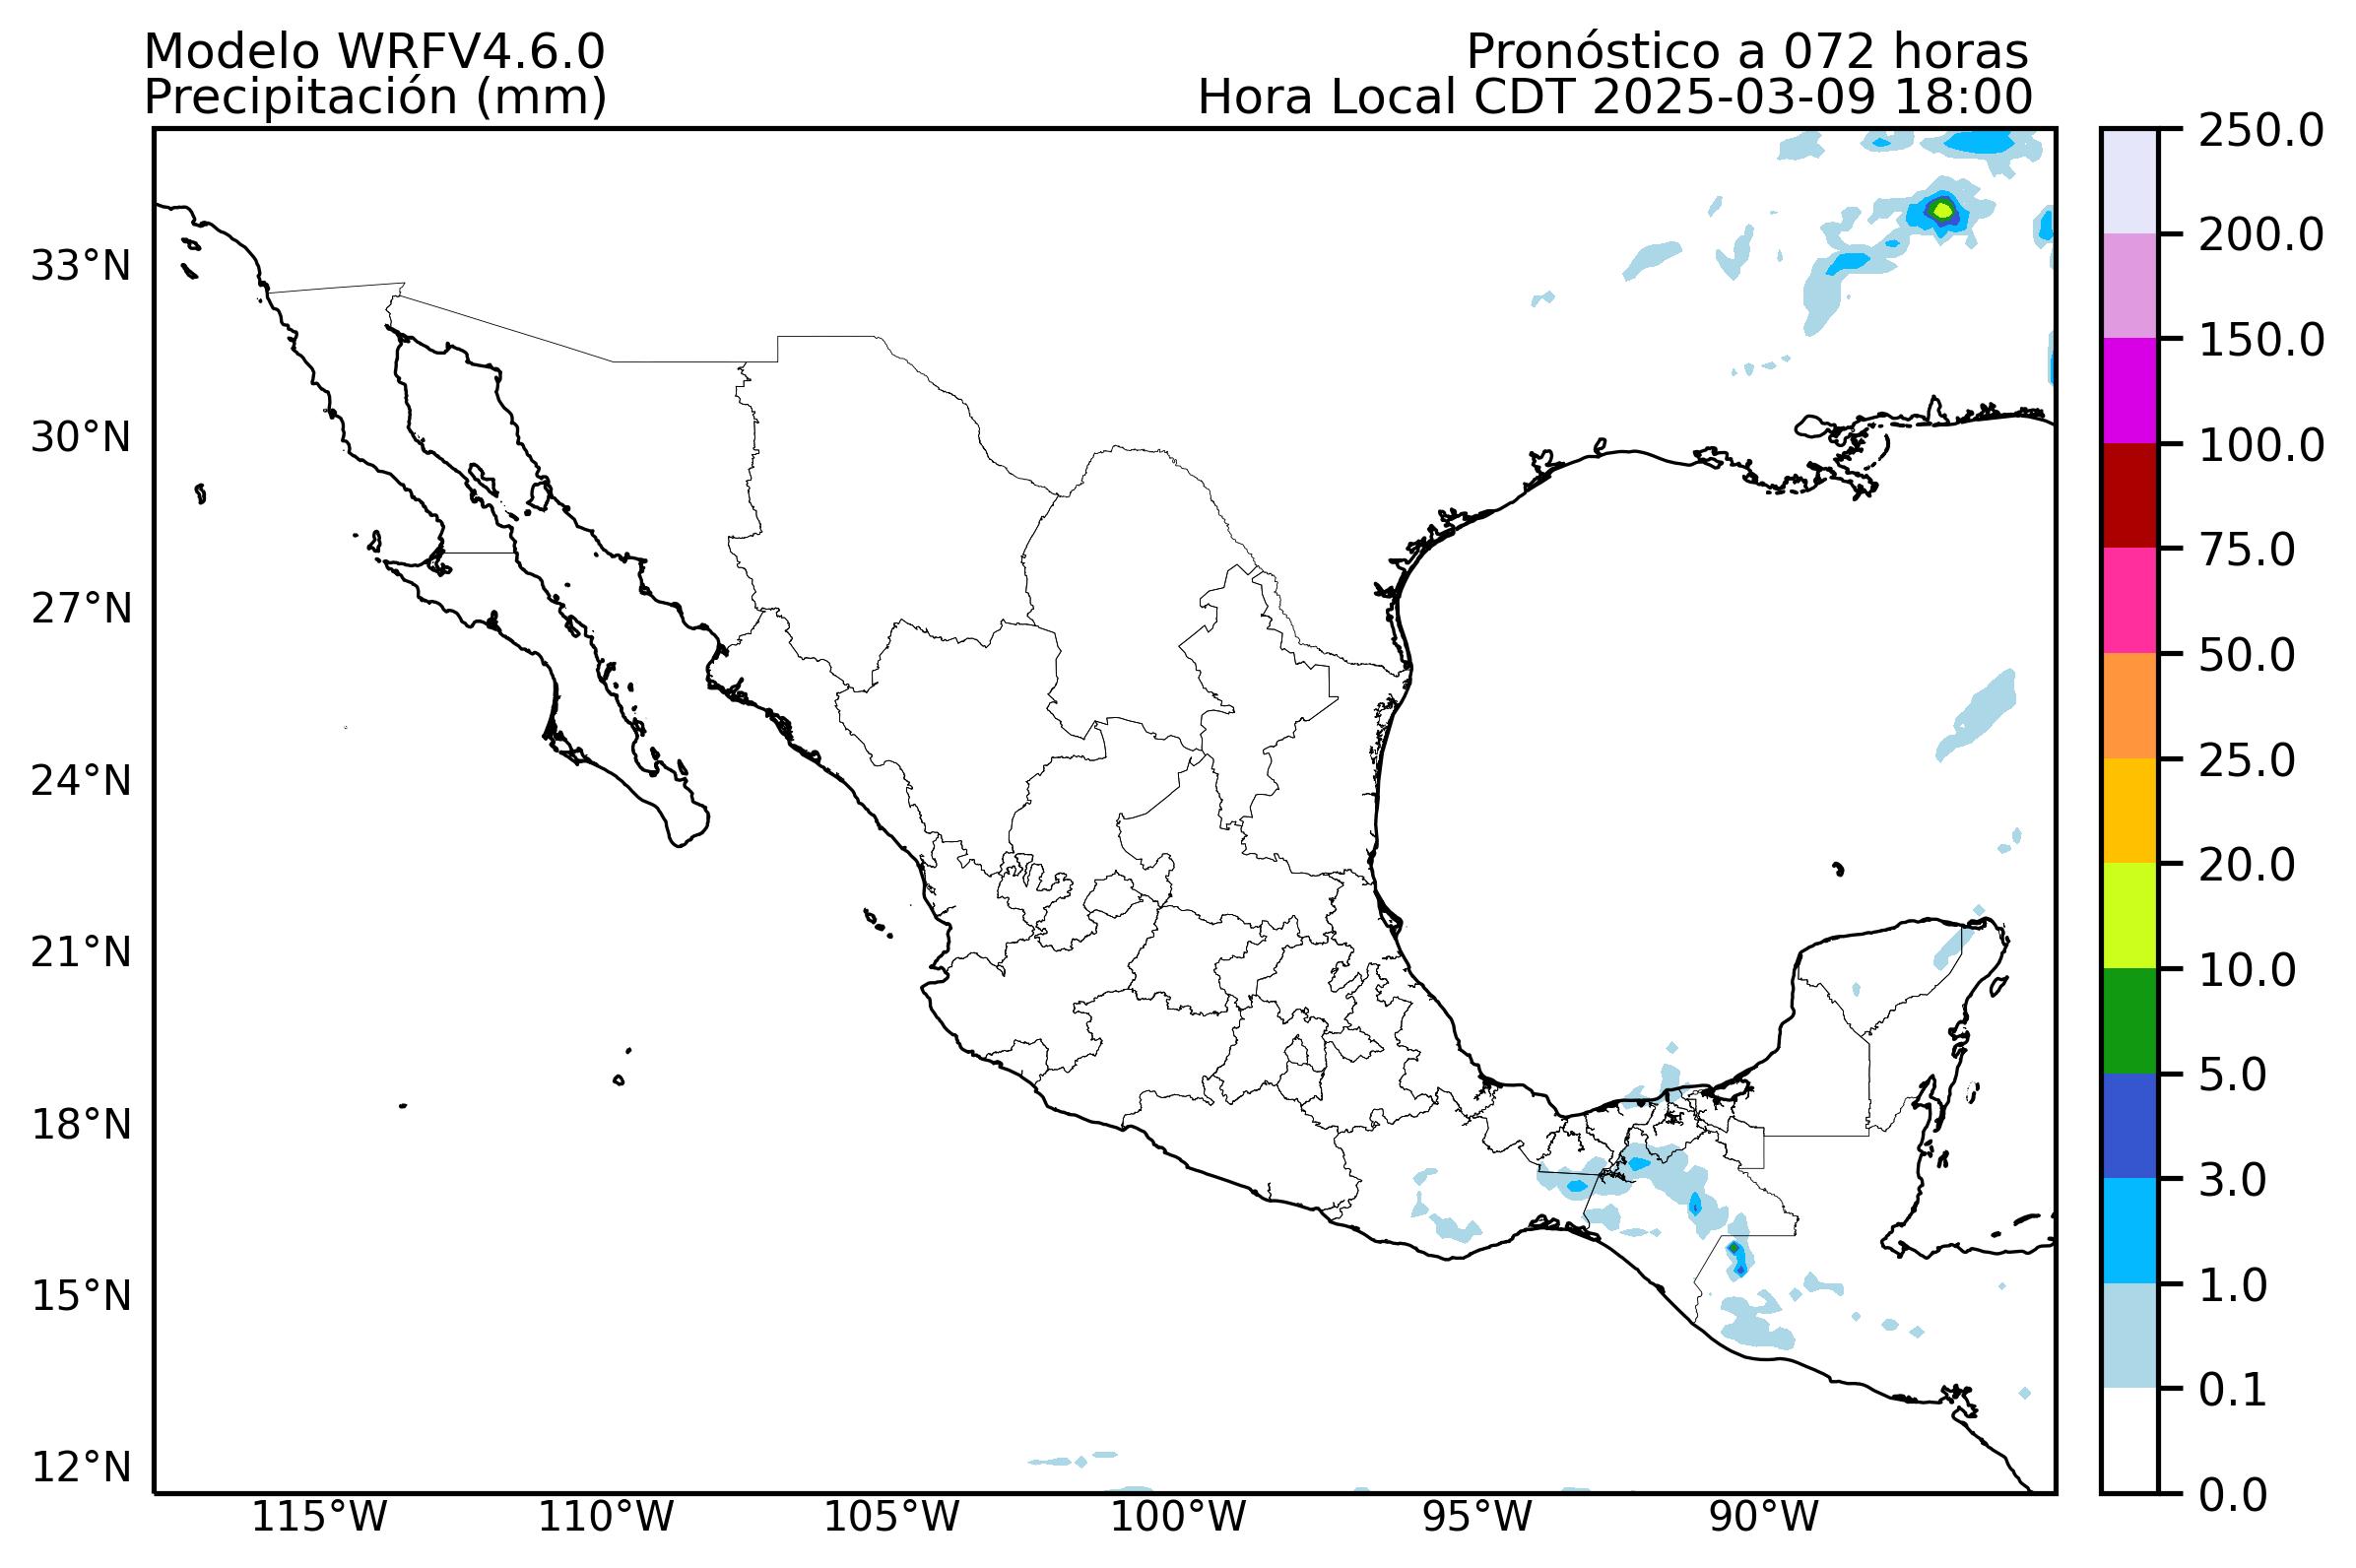 Modelo WRFV4.6.0
Precipitación (mm)
Pronóstico a 072 horas
Hora Local CDT 2025-03-09 18:00
33°N
30°N
27°N
24°N
21°N
18°N
15°N
12°N
115°W
110°W
105°W
100°W
95°W
90°W
250.0
200.0
150.0
100.0
75.0
50.0
25.0
20.0
10.0
5.0
3.0
1.0
0.1
0.0